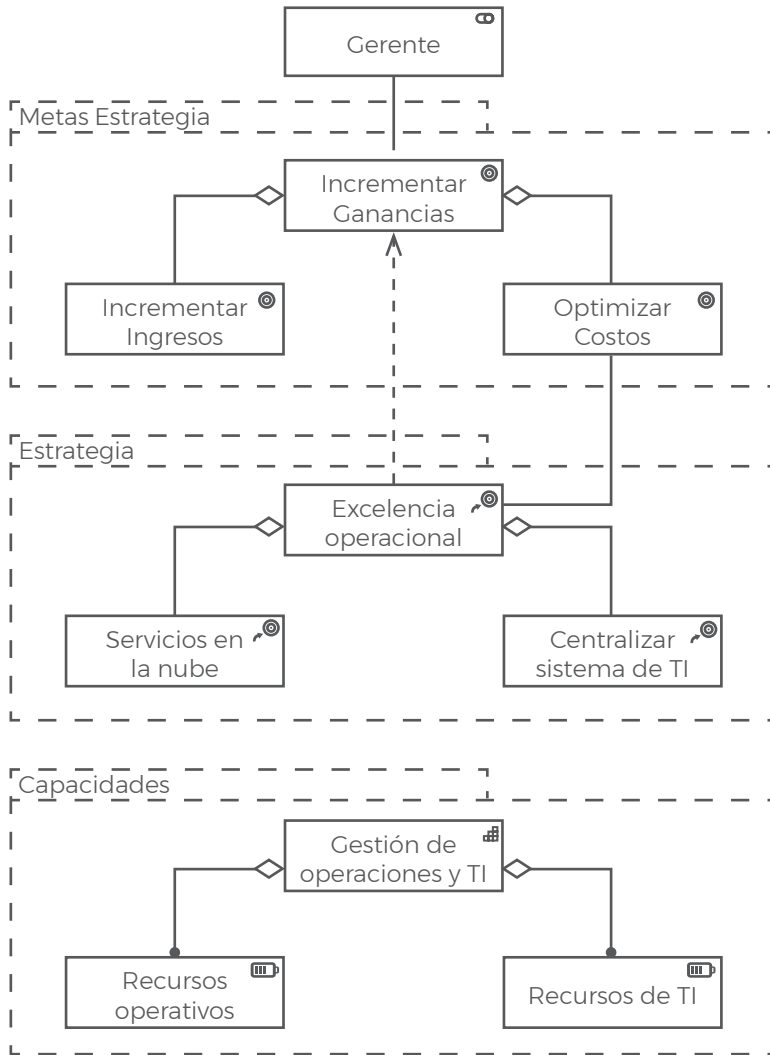 Gerente
Metas Estrategia
Incrementar
Ganancias
Incrementar
Ingresos
Optimizar
Costos
Estrategia
Excelencia
operacional
Servicios en
la nube
Centralizar
sistema de TI
Capacidades
Gestión de
operaciones y TI
Recursos
operativos
Recursos de TI